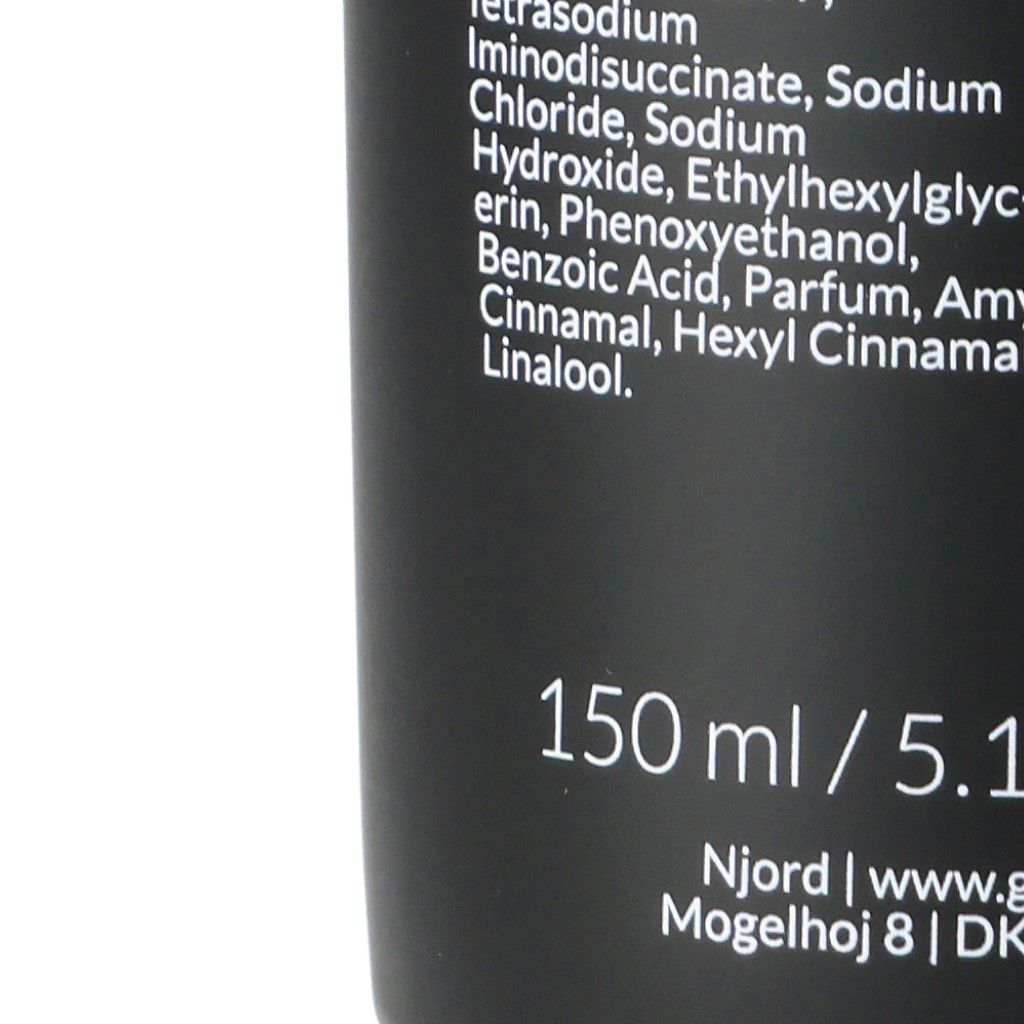 Tetrasodium
Iminodisuccinate, Sodium
Chloride, Sodium
Hydroxide, Ethylhexylglyc-
erin, Phenoxyethanol,
Benzoic Acid, Parfum, Amy
Cinnamal, Hexyl Cinnama
Linalool.
150 ml / 5.1
Njord | www.g
Mogelhoj 8 | DK